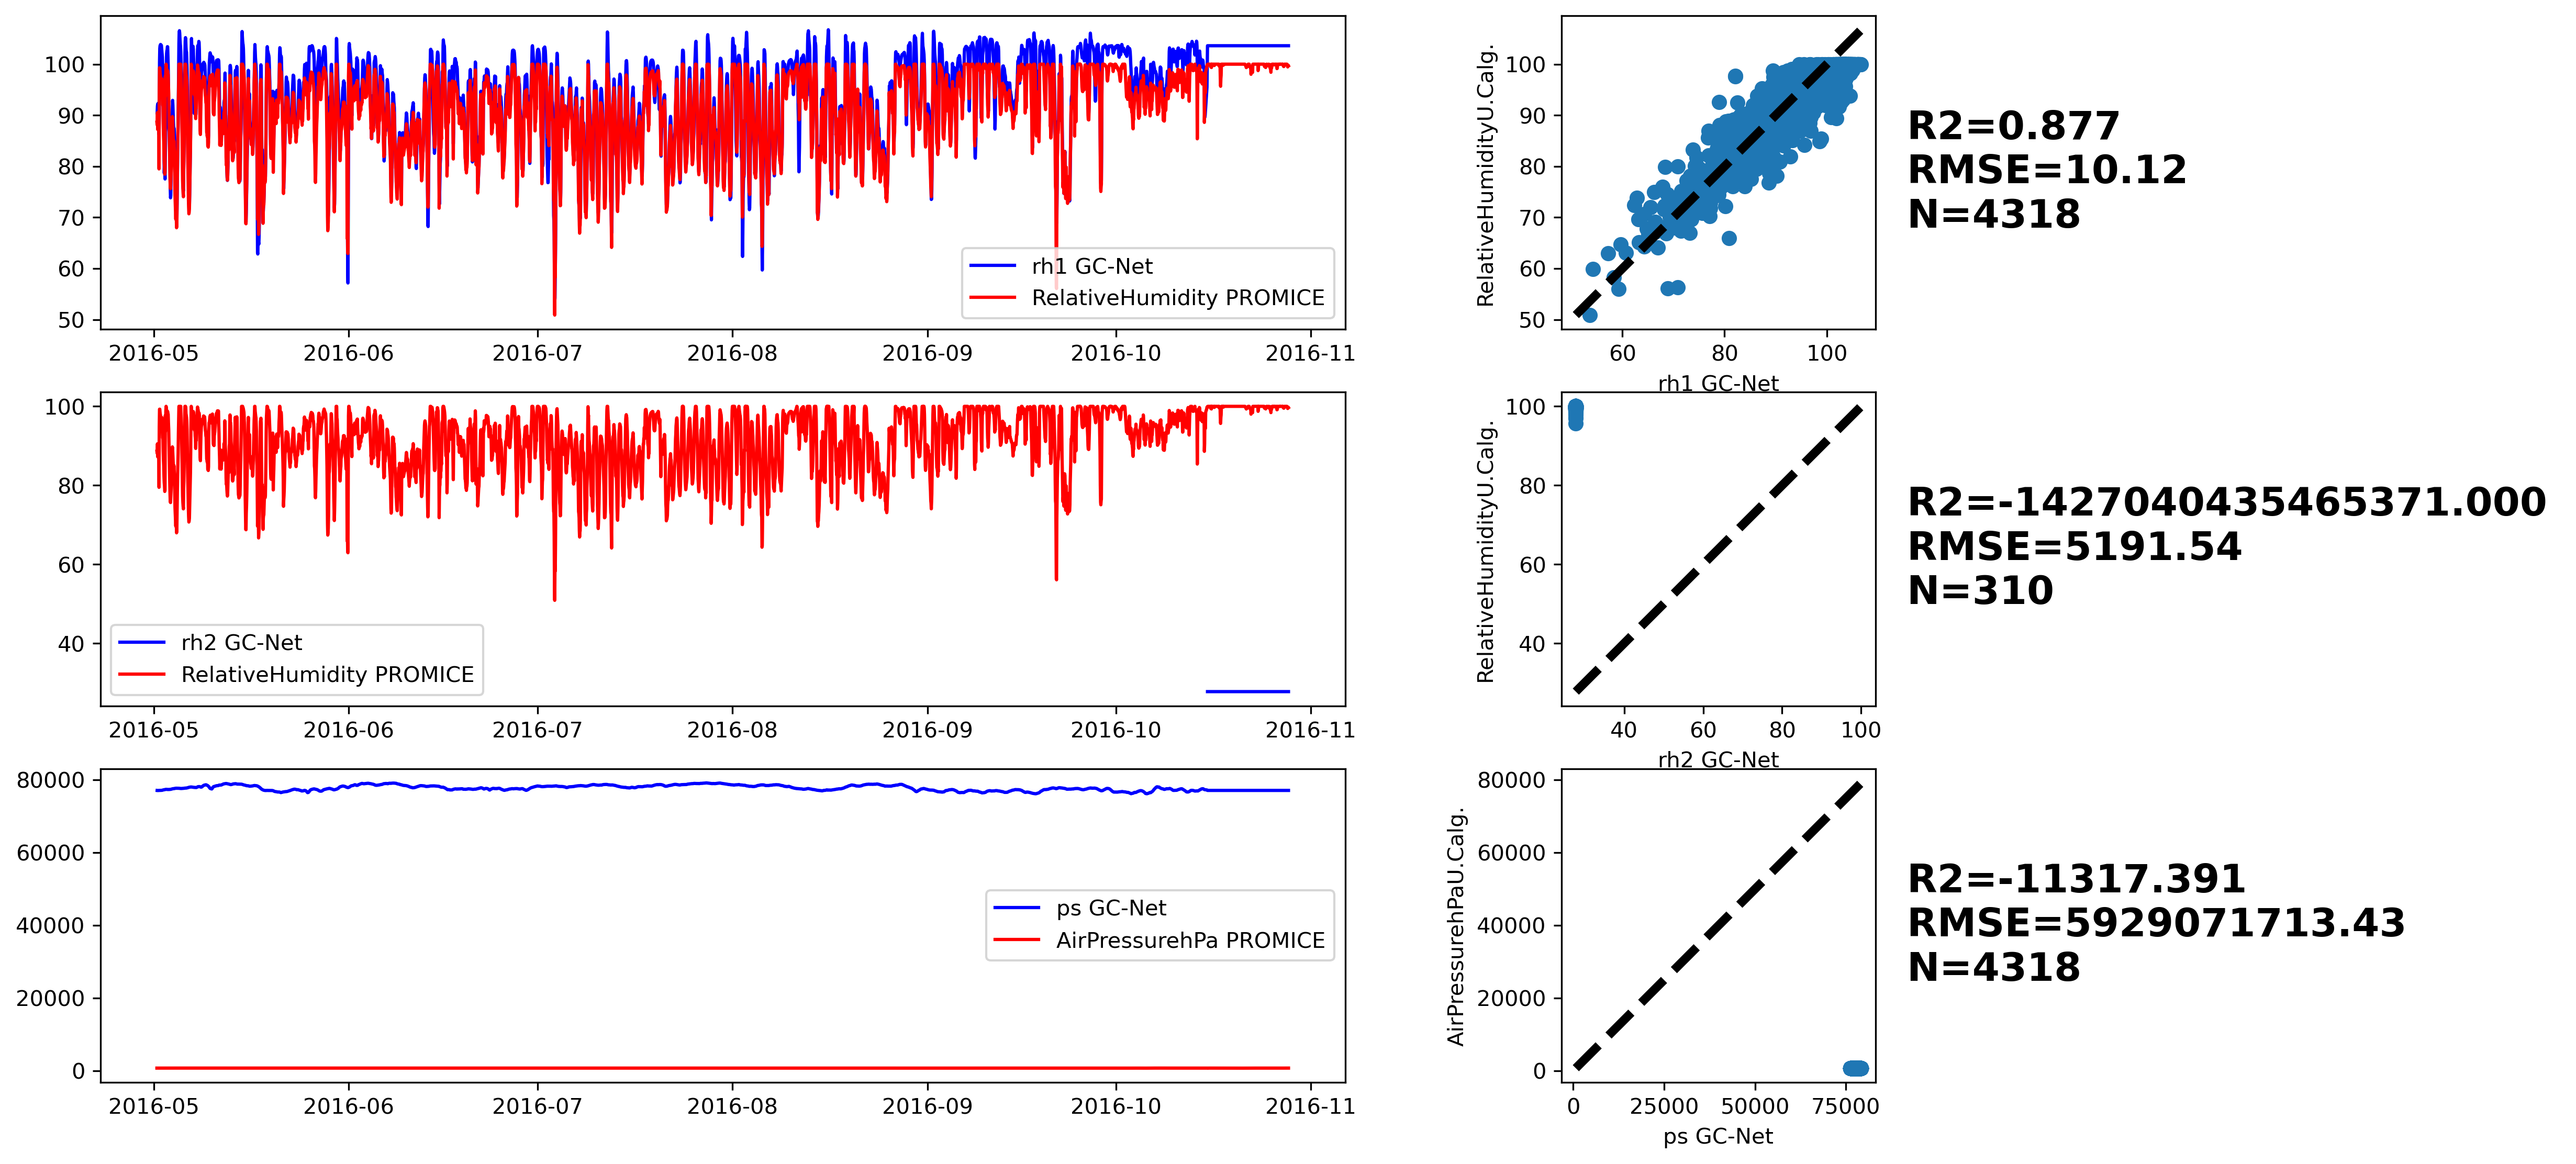 100
90
80
70
60
50
2016-05
2016-06
2016-07
2016-08
2016-09
2016-10
2016-11
rh1 GC-Net
RelativeHumidity PROMICE
RelativeHumidityU.Calg.
100
90
80
70
60
50
60
80
100
rh1 GC-Net
R2=0.877
RMSE=10.12
N=4318
100
80
60
40
2016-05
2016-06
2016-07
2016-08
2016-09
2016-10
2016-11
rh2 GC-Net
RelativeHumidity PROMICE
RelativeHumidityU.Calg.
100
80
60
40
40
60
80
100
rh2 GC-Net
R2=-1427040435465371.000
RMSE=5191.54
N=310
80000
60000
40000
20000
0
2016-05
2016-06
2016-07
2016-08
2016-09
2016-10
2016-11
ps GC-Net
AirPressurehPa PROMICE
AirPressurehPaU.Calg.
80000
60000
40000
20000
0
0
25000
50000
75000
ps GC-Net
R2=-11317.391
RMSE=5929071713.43
N=4318